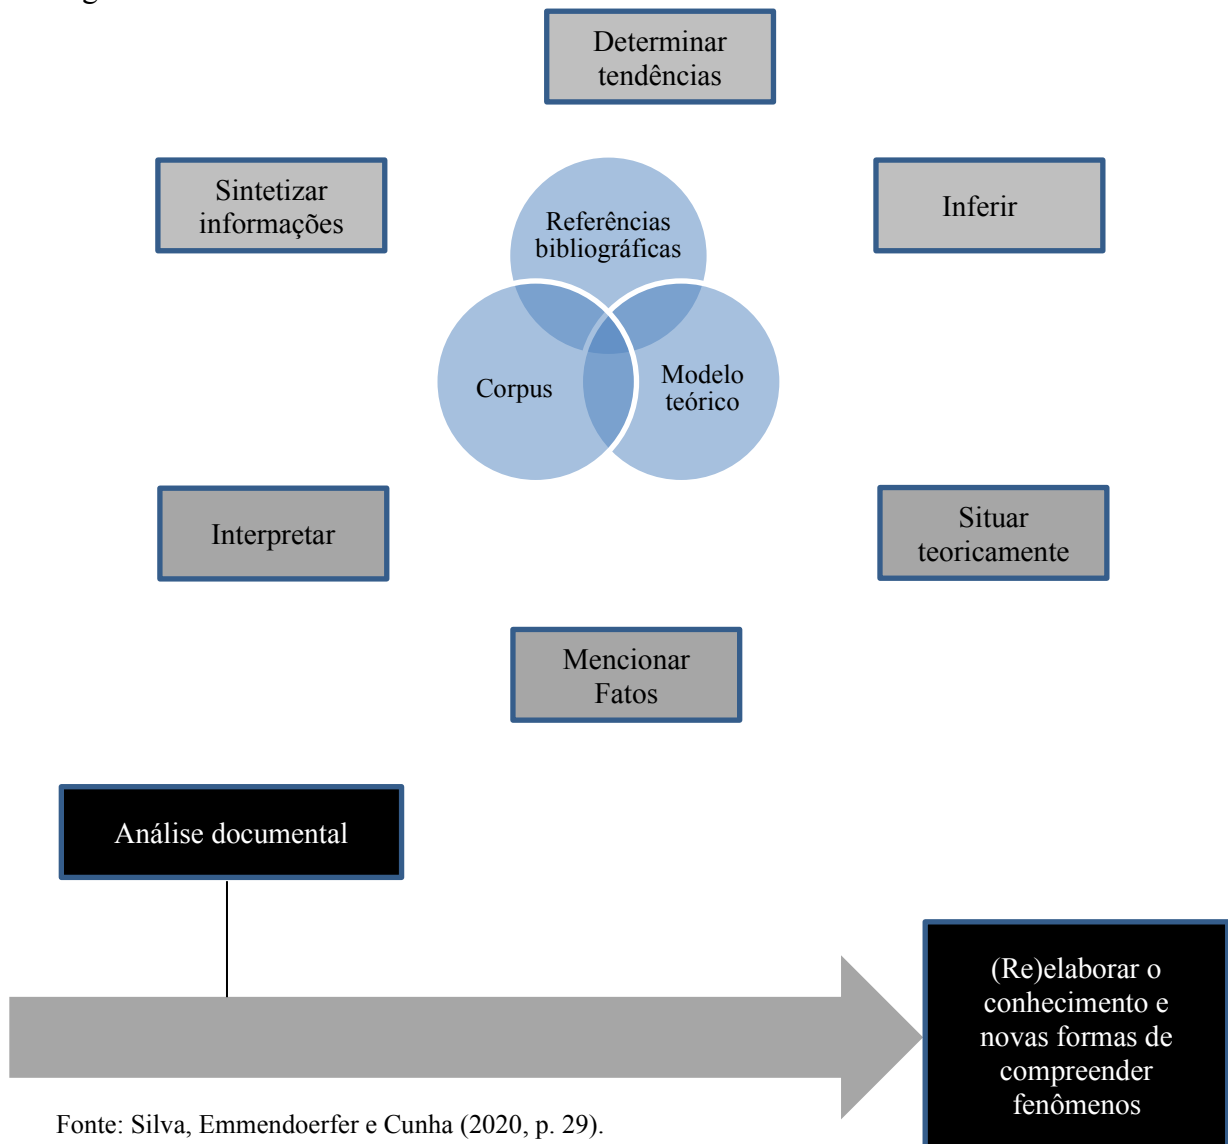 Determinar
tendências
Sintetizar
informações
Inferir
Referências
bibliográficas
Corpus
Modelo
teórico
Interpretar
Situar
teoricamente
Mencionar
Fatos
Análise documental
(Re)elaborar o
conhecimento e
novas formas de
compreender
fenômenos
Fonte: Silva, Emmendoerfer e Cunha (2020, p. 29).